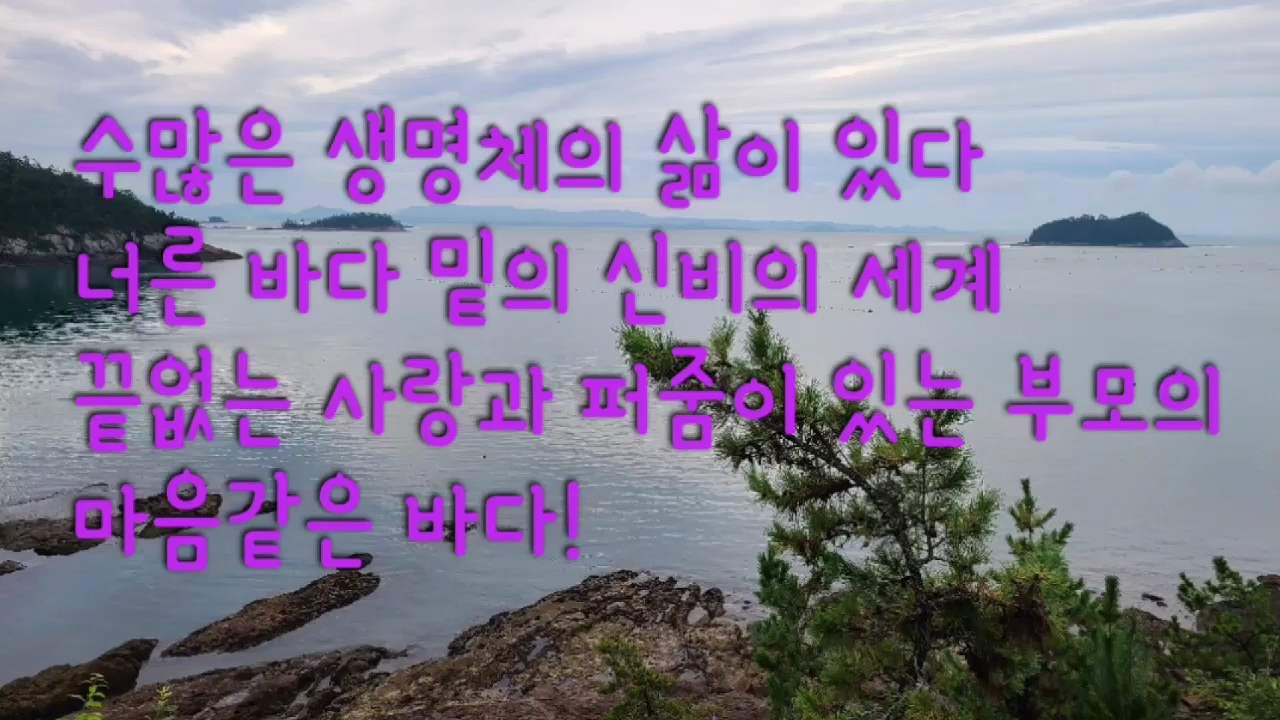 수많은 생명체의 삶이 있다
너른 바다 밑의 신비의 세계
끝없는 사랑과 퍼줌이 있는 부모의
마음같은 바다!